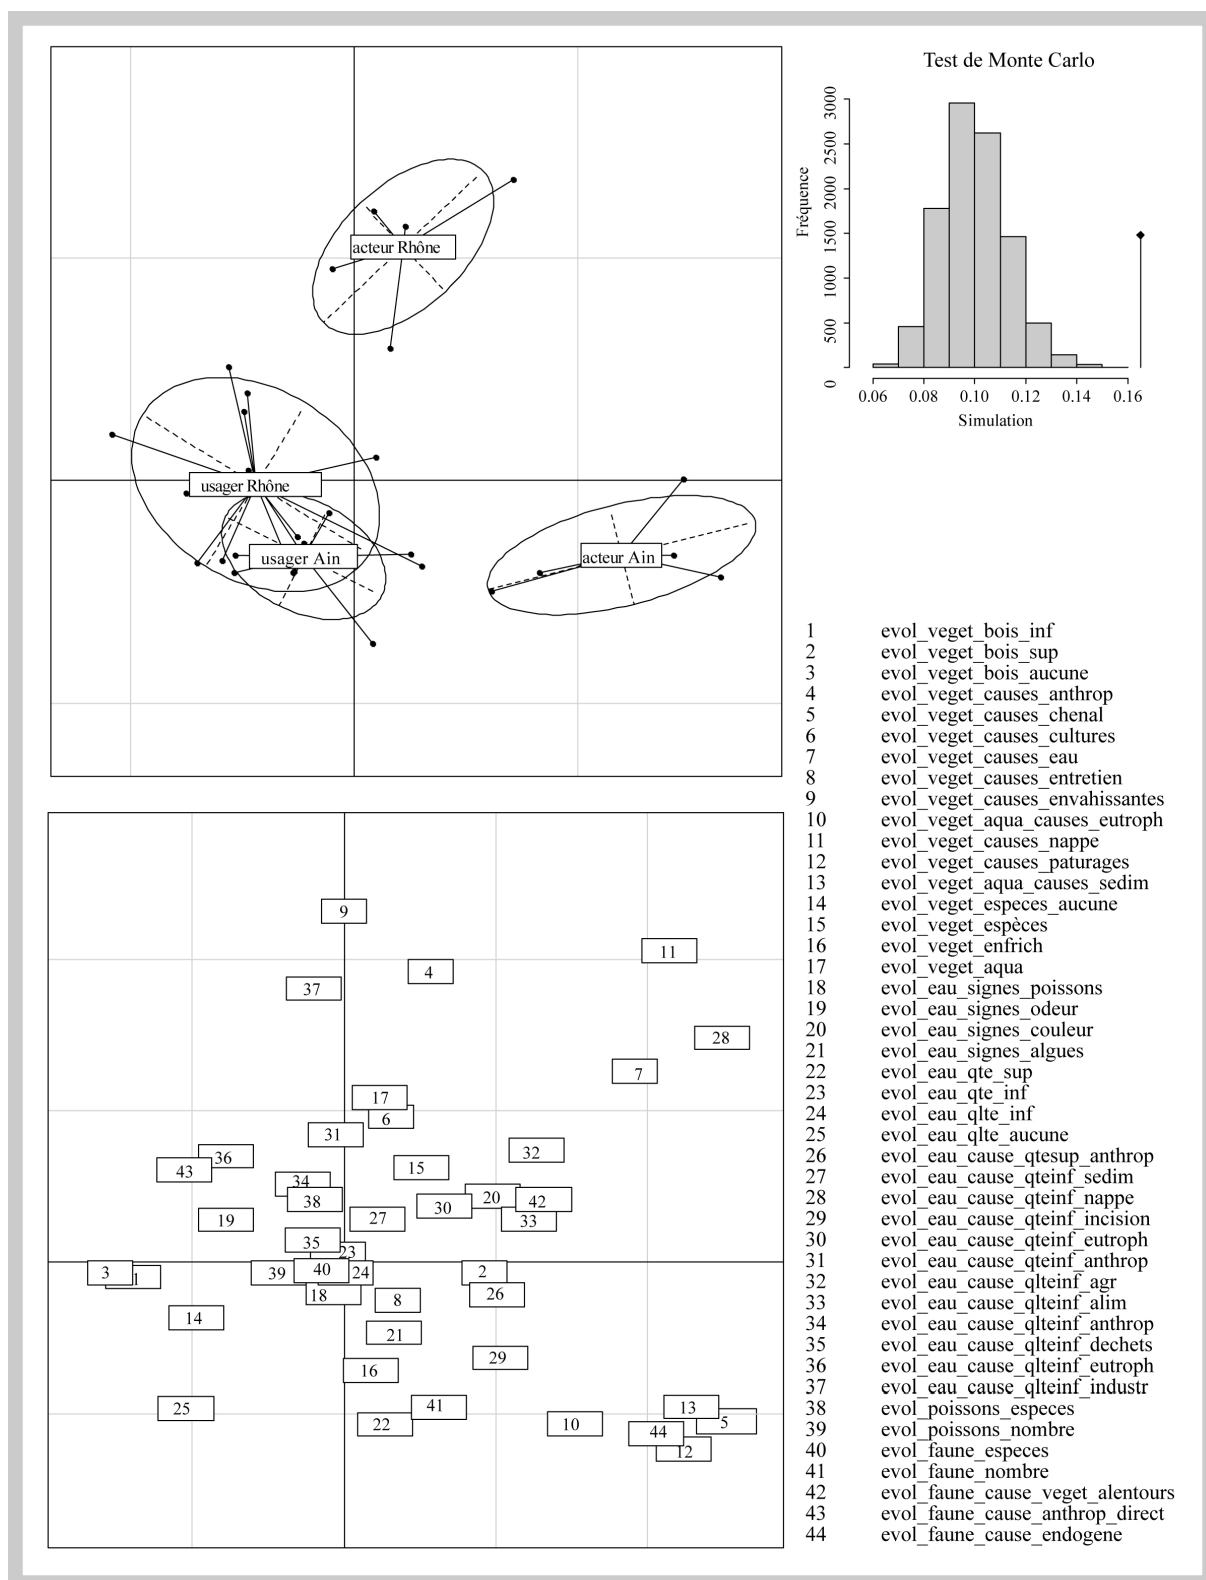 acteur Rhône
usager Rhône
usager Ain
acteur Ain
Test de Monte Carlo
Fréquence
3000
2500
2000
1500
1000
500
0
0.06 0.08 0.10 0.12 0.14 0.16
Simulation
9
11
4
37
28
7
17
6
31
32
36
15
43
34
20
42
38
30
27
33
19
35
23
3
1
39
40
24
2
18
8
26
14
21
29
16
25
41
13
22
10
5
44
12
1 evol_veget_bois_inf
2 evol_veget_bois_sup
3 evol_veget_bois_aucune
4 evol_veget_causes_anthrop
5 evol_veget_causes_chenal
6 evol_veget_causes_cultures
7 evol_veget_causes_eau
8 evol_veget_causes_entretien
9 evol_veget_causes_envahissantes
10 evol_veget_aqua_causes_eutroph
11 evol_veget_causes_nappe
12 evol_veget_causes_paturages
13 evol_veget_aqua_causes_sedim
14 evol_veget_especes_aucune
15 evol_veget_espèces
16 evol_veget_enfrich
17 evol_veget_aqua
18 evol_eau_signes_poissons
19 evol_eau_signes_odeur
20 evol_eau_signes_couleur
21 evol_eau_signes_algues
22 evol_eau_qte_sup
23 evol_eau_qte_inf
24 evol_eau_qlte_inf
25 evol_eau_qlte_aucune
26 evol_eau_cause_qtesup_anthrop
27 evol_eau_cause_qteinf_sedim
28 evol_eau_cause_qteinf_nappe
29 evol_eau_cause_qteinf_incision
30 evol_eau_cause_qteinf_eutroph
31 evol_eau_cause_qteinf_anthrop
32 evol_eau_cause_qlteinf_agr
33 evol_eau_cause_qlteinf_alim
34 evol_eau_cause_qlteinf_anthrop
35 evol_eau_cause_qlteinf_dechets
36 evol_eau_cause_qlteinf_eutroph
37 evol_eau_cause_qlteinf_industr
38 evol_poissons_especes
39 evol_poissons_nombre
40 evol_faune_especes
41 evol_faune_nombre
42 evol_faune_cause_veget_alentours
43 evol_faune_cause_anthrop_direct
44 evol_faune_cause_endogene